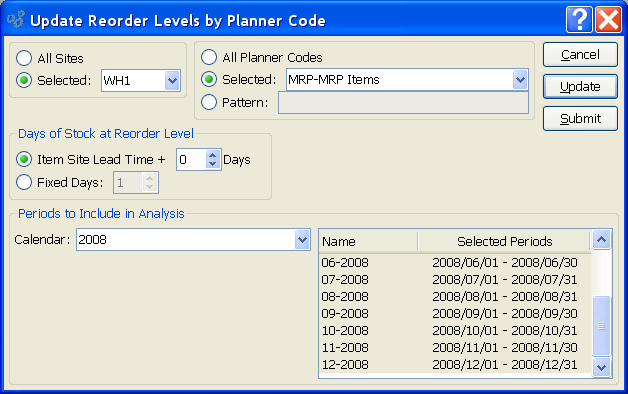 Update Reorder Levels by Planner Code
All Sites
Selected: WH1
All Planner Codes
Selected: MRP-MRP Items
Pattern:
Cancel
Update
Submit
Days of Stock at Reorder Level
Item Site Lead Time + 0 Days
Fixed Days: 1
Periods to Include in Analysis
Calendar: 2008
Name Selected Periods
06-2008 2008/06/01 - 2008/06/30
07-2008 2008/07/01 - 2008/07/31
08-2008 2008/08/01 - 2008/08/31
09-2008 2008/09/01 - 2008/09/30
10-2008 2008/10/01 - 2008/10/31
11-2008 2008/11/01 - 2008/11/30
12-2008 2008/12/01 - 2008/12/31